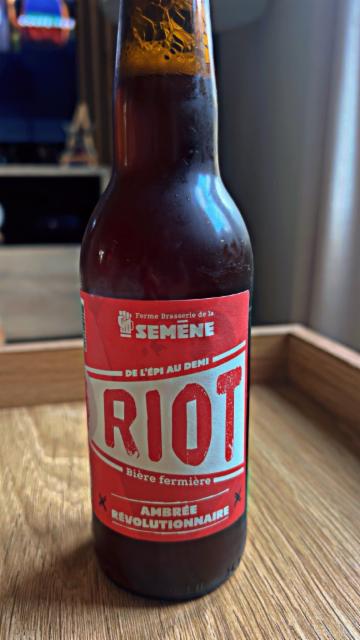 Ferme Brasserie de la
SEMÈNE
DE L'ÉPI AU DEMI
RIOT
Bière fermière
AMBRÉE
RÉVOLUTIONNAIRE